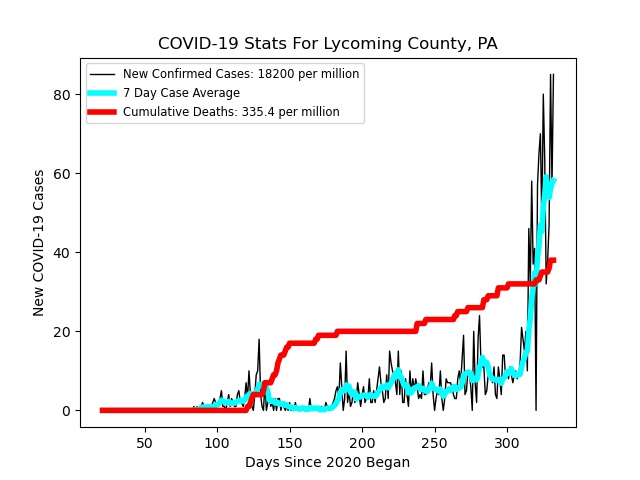 COVID-19 Stats For Lycoming County, PA
New Confirmed Cases: 18200 per million
7 Day Case Average
Cumulative Deaths: 335.4 per million
New COVID-19 Cases
80
60
40
20
0
50 100 150 200 250 300
Days Since 2020 Began